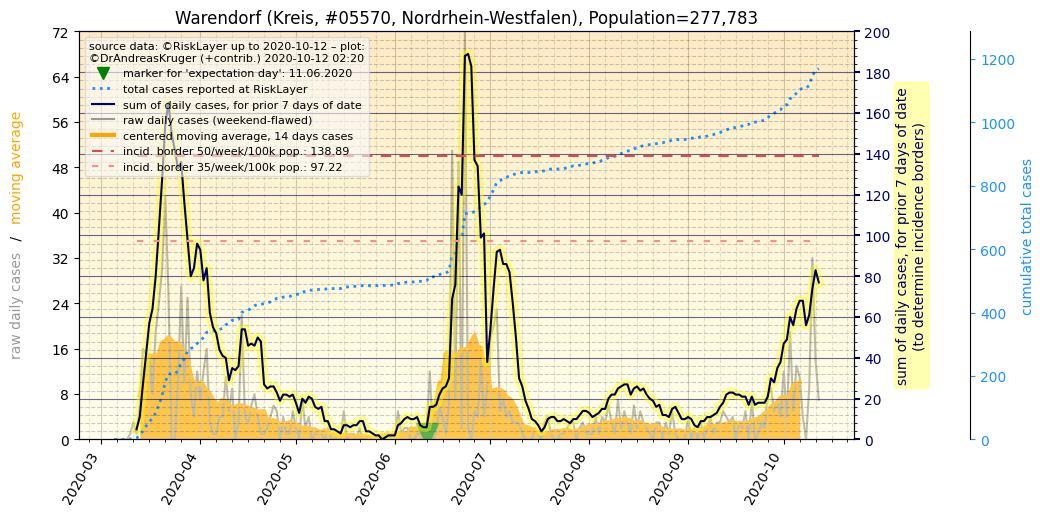 Warendorf (Kreis, #05570, Nordrhein-Westfalen), Population=277,783
source data: ©RiskLayer up to 2020-10-12 – plot:
©DrAndreasKruger (+contrib.) 2020-10-12 02:20
marker for 'expectation day': 11.06.2020
total cases reported at RiskLayer
sum of daily cases, for prior 7 days of date
raw daily cases (weekend-flawed)
centered moving average, 14 days cases
incid. border 50/week/100k pop.: 138.89
incid. border 35/week/100k pop.: 97.22
raw daily cases / moving average
72
64
56
48
40
32
24
16
8
0
2020-03
2020-04
2020-05
2020-06
2020-07
2020-08
2020-09
2020-10
200
180
160
140
120
100
80
60
40
20
0
sum of daily cases, for prior 7 days of date
(to determine incidence borders)
1200
1000
800
600
400
200
0
cumulative total cases